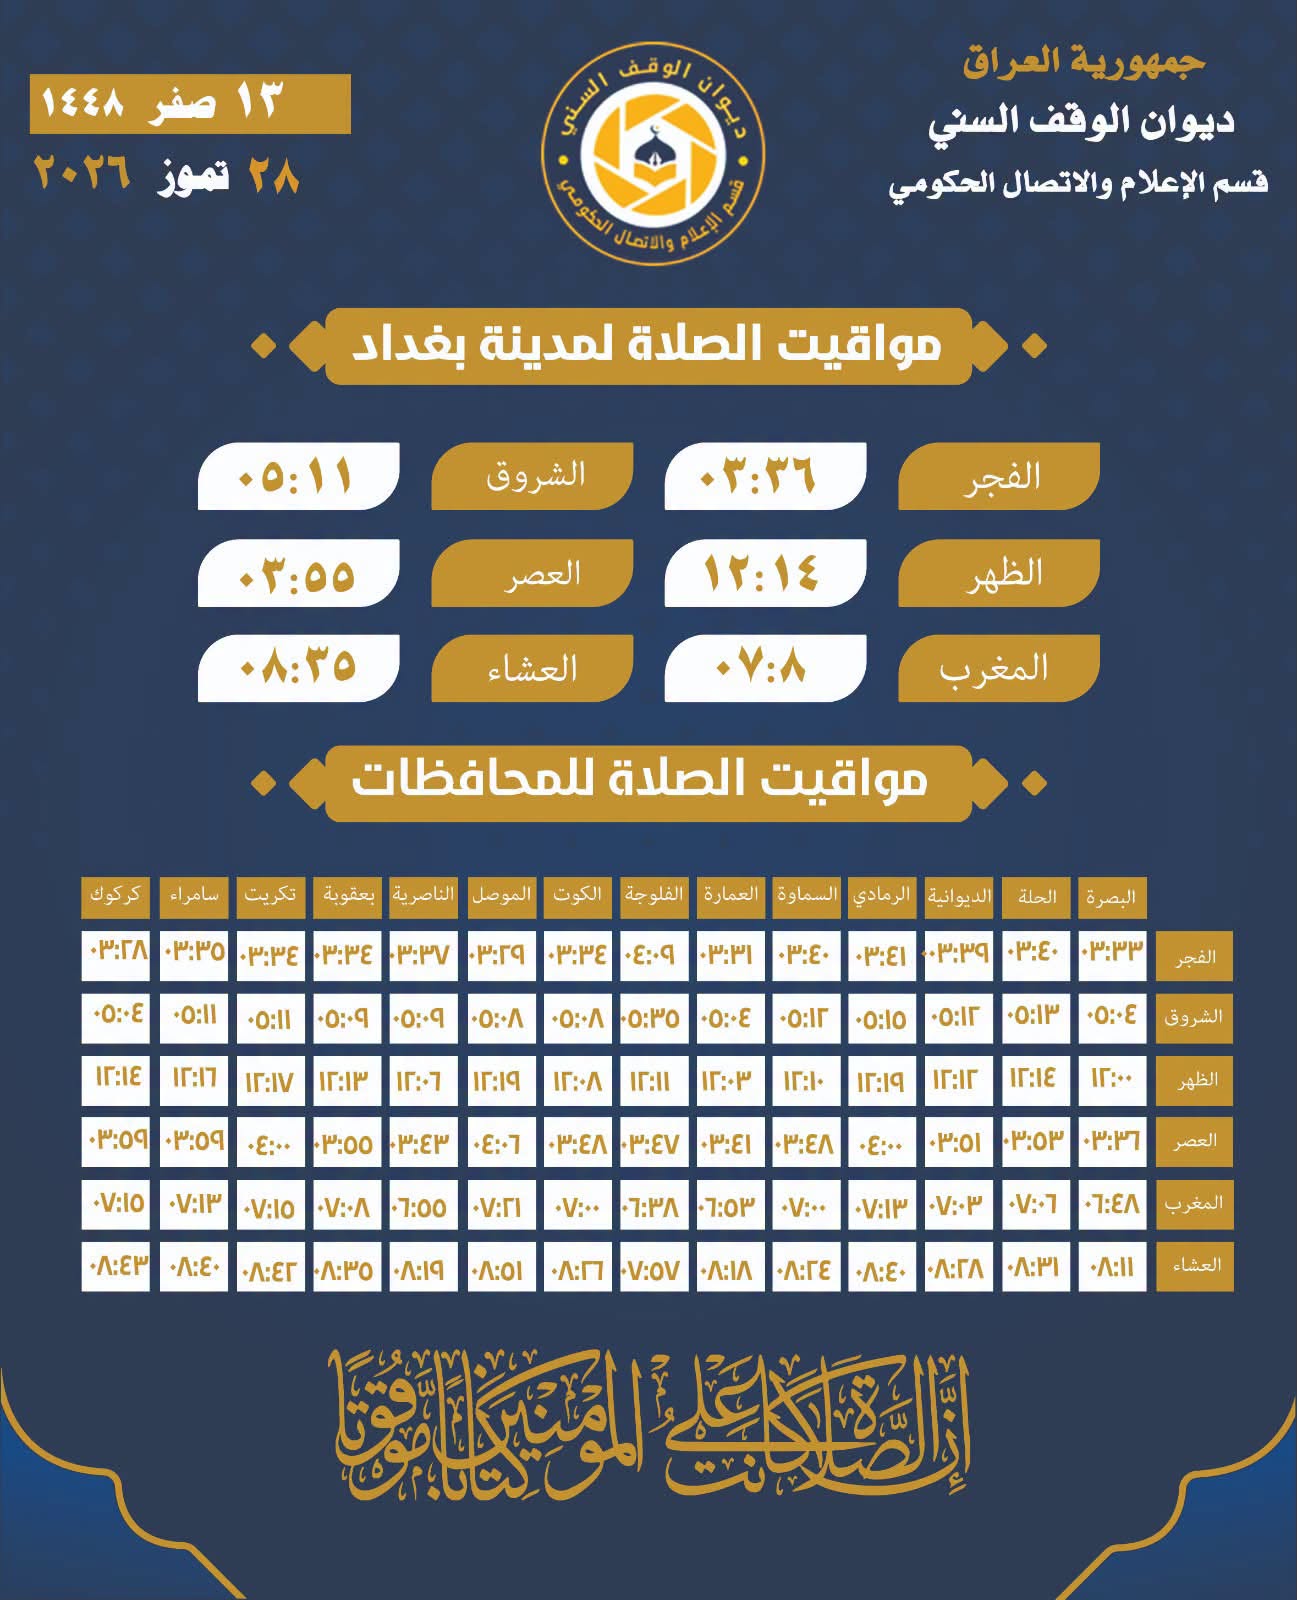 جمهورية العراق
ديوان الوقف السني
قسم الإعلام والاتصال الحكومي
ديوان الوقف السني
قسم الإعلام والاتصال الحكومي
١٣ صفر ١٤٤٨
٢٨ تموز ٢٠٢٦
مواقيت الصلاة لمدينة بغداد
الفجر ٠٣:٣٦ الشروق ٠٥:١١
الظهر ١٢:١٤ العصر ٠٣:٥٥
المغرب ٠٧:٨ العشاء ٠٨:٣٥
مواقيت الصلاة للمحافظات
البصرة الحلة الديوانية الرمادي السماوة العمارة الفلوجة الكوت الموصل الناصرية بعقوبة تكريت سامراء كركوك
الفجر ٠٣:٣٣ ٠٣:٤٠ ٠٠٣:٣٩ ٠٣:٤١ ٠٣:٤٠ ٠٣:٣١ ٠٤:٠٩ ٠٣:٣٤ ٠٣:٢٩ ٠٣:٣٧ ٠٣:٣٤ ٠٣:٣٤ ٠٣:٣٥ ٠٣:٢٨
الشروق ٠٥:٠٤ ٠٥:١٣ ٠٥:١٢ ٠٥:١٥ ٠٥:١٢ ٠٥:٠٤ ٠٥:٣٥ ٠٥:٠٨ ٠٥:٠٨ ٠٥:٠٩ ٠٥:٠٩ ٠٥:١١ ٠٥:١١ ٠٥:٠٤
الظهر ١٢:٠٠ ١٢:١٤ ١٢:١٢ ١٢:١٩ ١٢:١٠ ١٢:٠٣ ١٢:١١ ١٢:٠٨ ١٢:١٩ ١٢:٠٦ ١٢:١٣ ١٢:١٧ ١٢:١٦ ١٢:١٤
العصر ٠٣:٣٦ ٠٣:٥٣ ٠٣:٥١ ٠٤:٠٠ ٠٣:٤٨ ٠٣:٤١ ٠٣:٤٧ ٠٣:٤٨ ٠٤:٠٦ ٠٣:٤٣ ٠٣:٥٥ ٠٤:٠٠ ٠٣:٥٩ ٠٣:٥٩
المغرب ٠٦:٤٨ ٠٧:٠٦ ٠٧:٠٣ ٠٧:١٣ ٠٧:٠٠ ٠٦:٥٣ ٠٦:٣٨ ٠٧:٠٠ ٠٧:٢١ ٠٦:٥٥ ٠٧:٠٨ ٠٧:١٥ ٠٧:١٣ ٠٧:١٥
العشاء ٠٨:١١ ٠٨:٣١ ٠٨:٢٨ ٠٨:٤٠ ٠٨:٢٤ ٠٨:١٨ ٠٧:٥٧ ٠٨:٢٦ ٠٨:٥١ ٠٨:١٩ ٠٨:٣٥ ٠٨:٤٢ ٠٨:٤٠ ٠٨:٤٣
إن الصلاة كانت على المؤمنين كتابا موقوتا